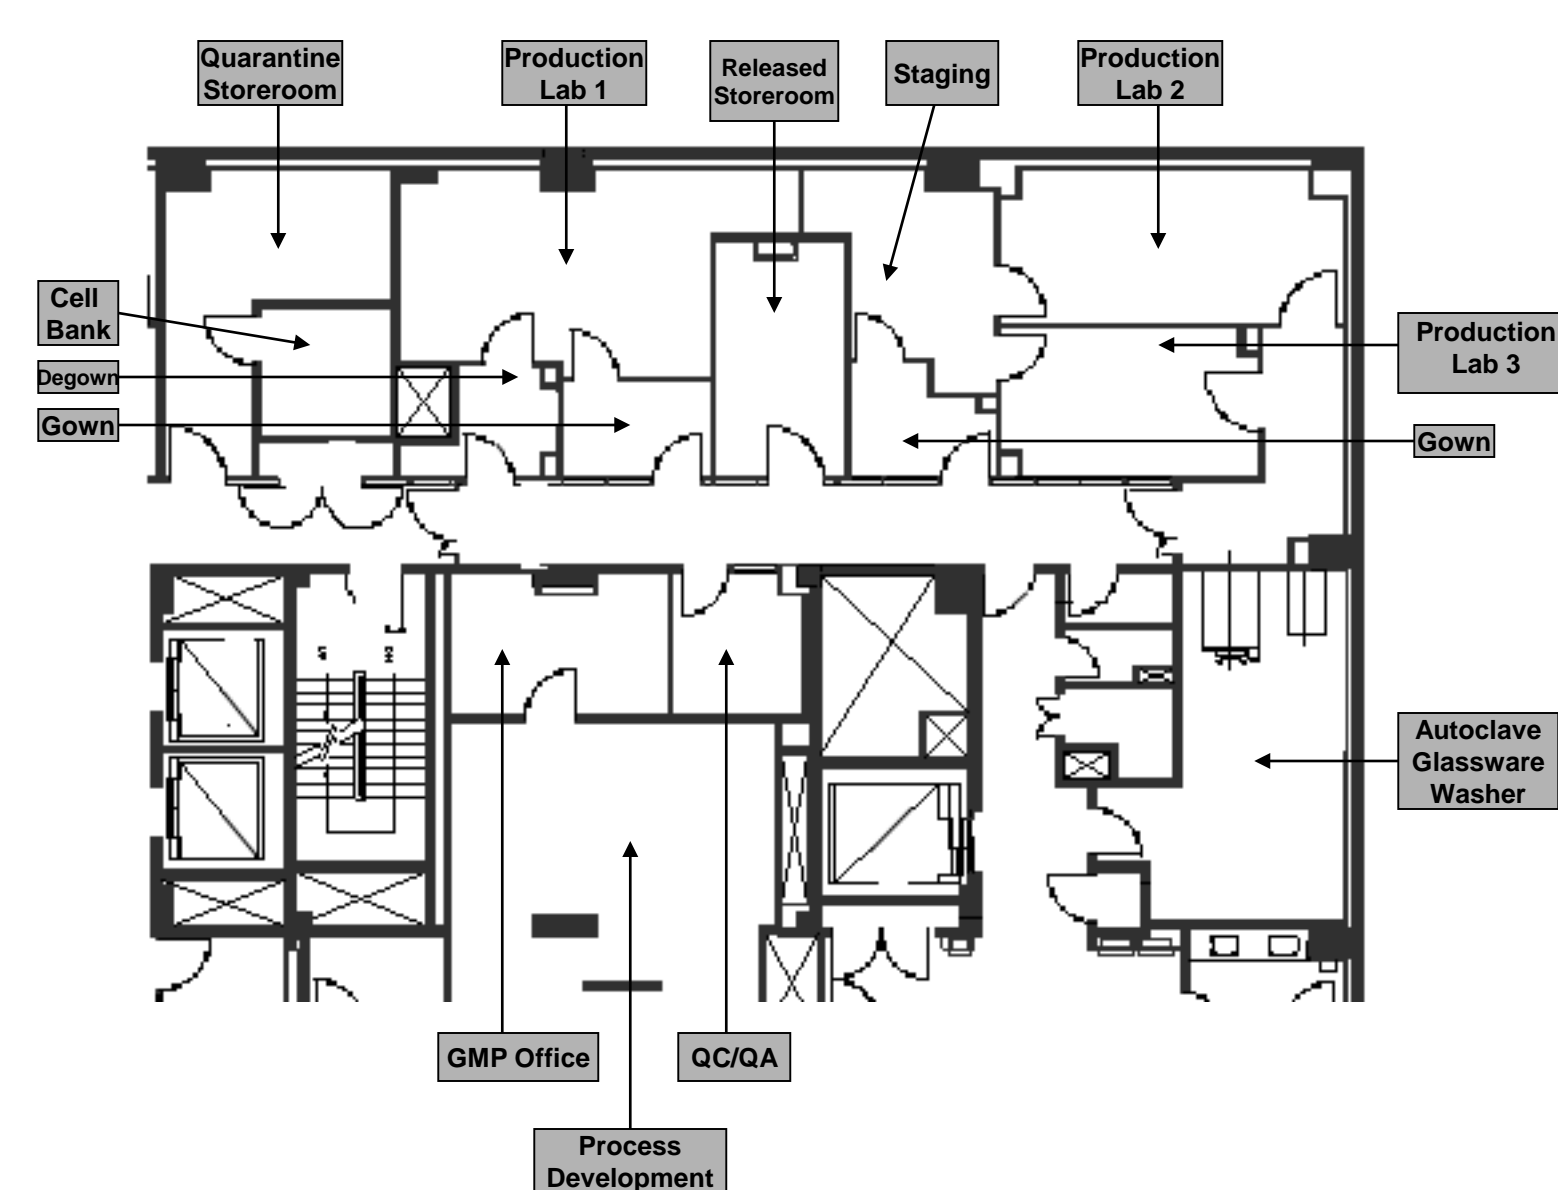 Quarantine
Storeroom
Production
Lab 1
Released
Storeroom
Staging
Production
Lab 2
Cell
Bank
Production
Lab 3
Degown
Gown
Gown
Autoclave
Glassware
Washer
GMP Office
QC/QA
Process
Development